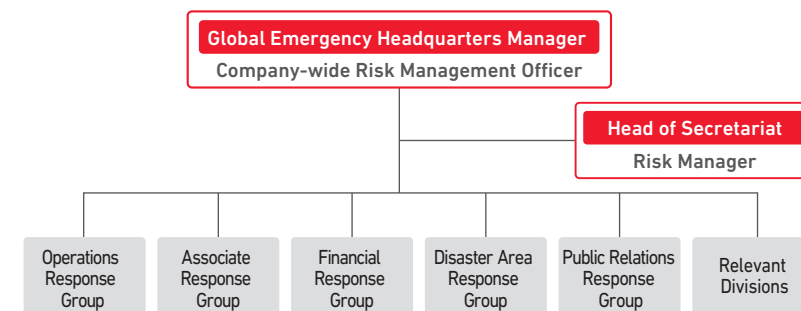 Global Emergency Headquarters Manager
Company-wide Risk Management Officer
Head of Secretariat
Risk Manager
Operations
Response
Group
Associate
Response
Group
Financial
Response
Group
Disaster Area
Response
Group
Public Relations
Response
Group
Relevant
Divisions